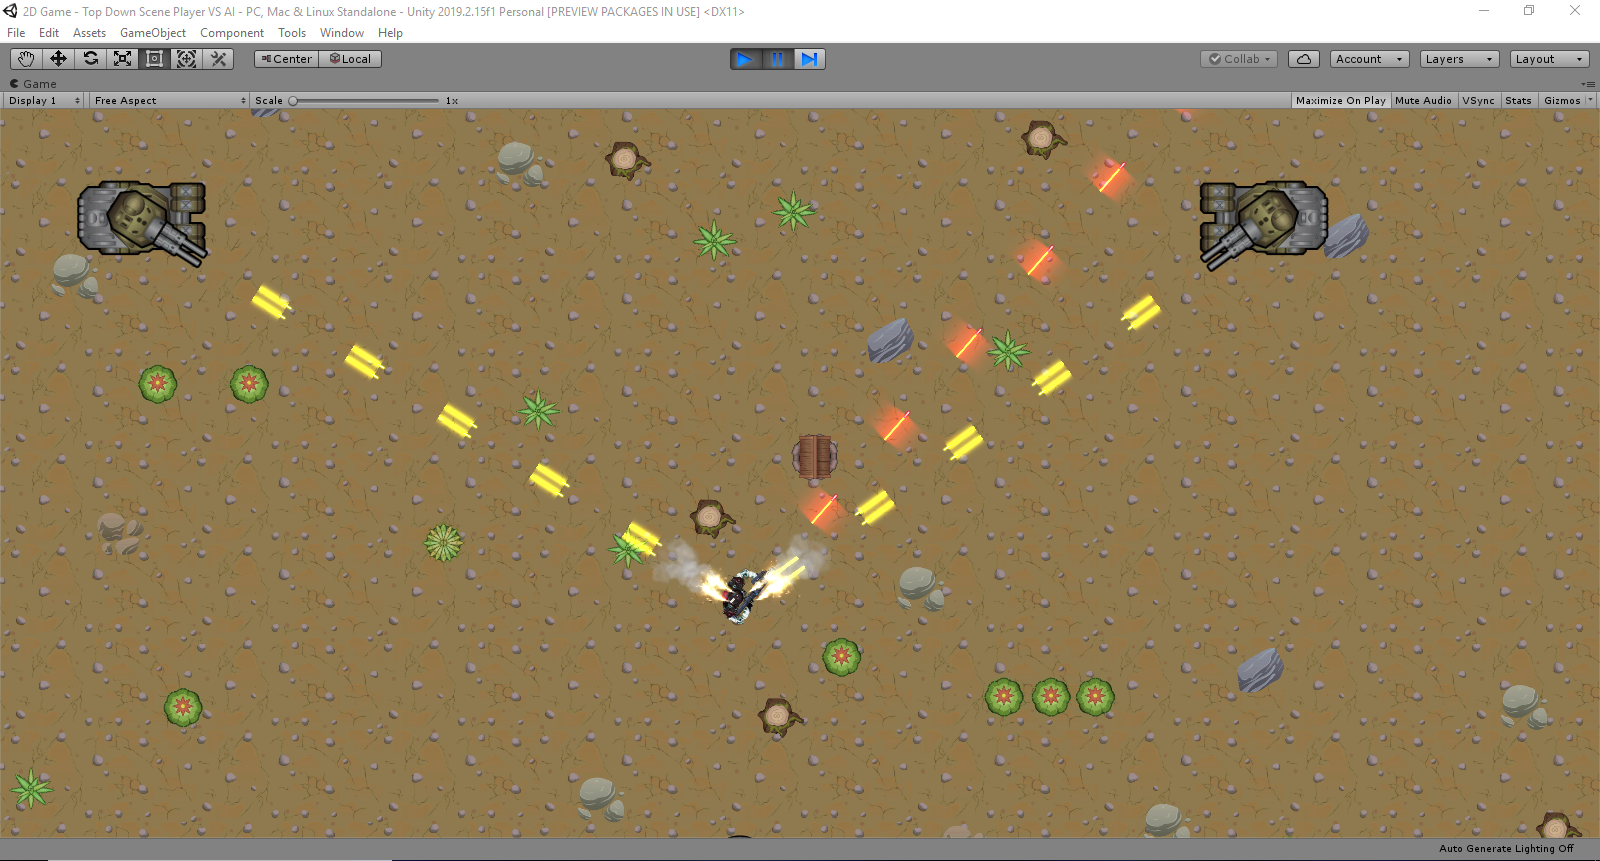 2D Game - Top Down Scene Player VS AI - PC, Mac & Linux Standalone - Unity 2019.2.15f1 Personal [PREVIEW PACKAGES IN USE] <DX11>
File Edit Assets GameObject Component Tools Window Help
Center Local Collab Account Layers Layout
Game
Display 1 Free Aspect Scale 1x Maximize On Play Mute Audio VSync Stats Gizmos
Auto Generate Lighting Off